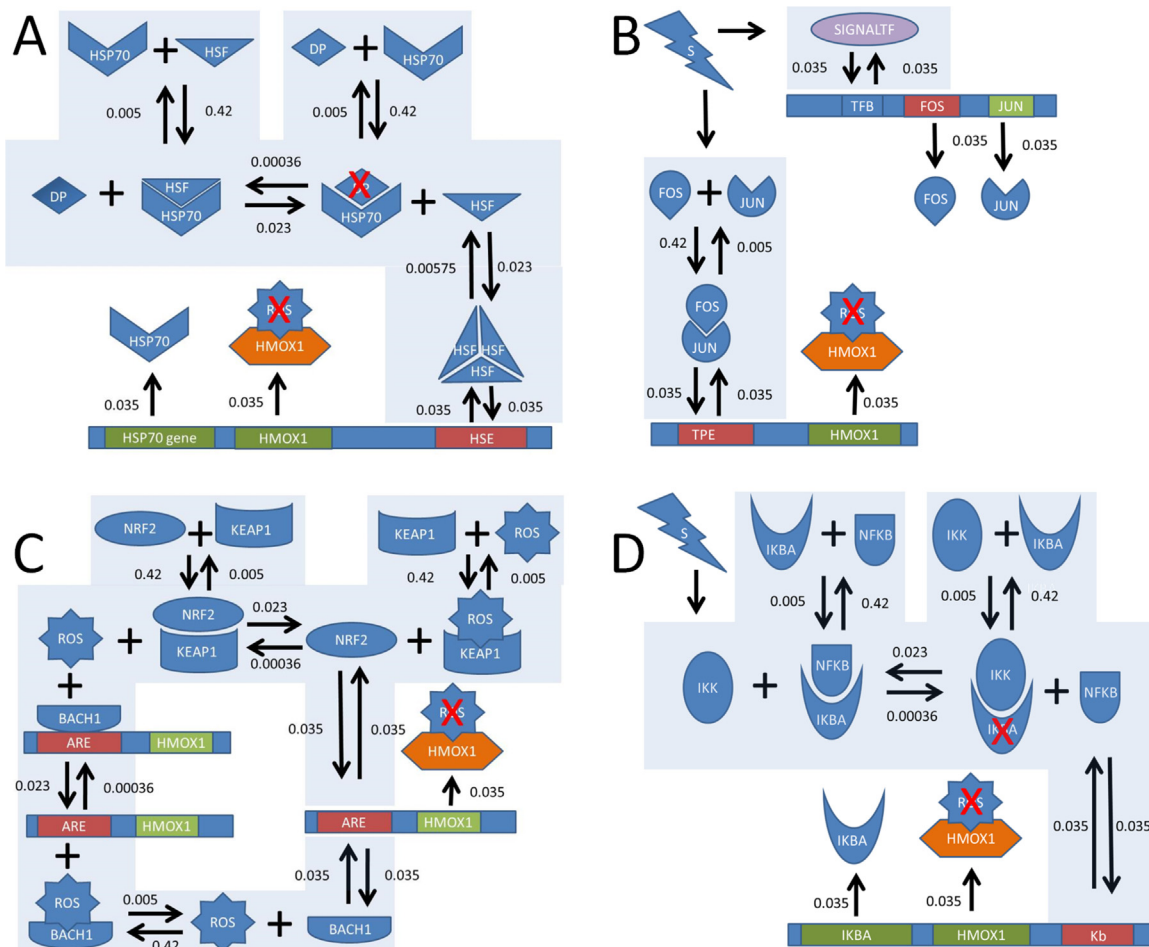 A
HSP70 + HSF
DP + HSP70
0.005 0.42
0.005 0.42
0.00036
0.023
DP + HSF HSP70
DP HSP70 + HSF
0.00575 0.023
HSP70
ROS
HMOX1
HSF HSF
HSF
0.035 0.035
0.035 0.035
HSP70 gene HMOX1 HSE
B
S
SIGNALTF
0.035 0.035
TFB FOS JUN
0.035 0.035
FOS JUN
FOS + JUN
0.42 0.005
FOS
JUN
ROS
HMOX1
0.035 0.035
0.035
TPE HMOX1
C
NRF2 + KEAP1
KEAP1 + ROS
0.42 0.005
0.42 0.005
ROS + NRF2
KEAP1
0.023
0.00036
NRF2 + ROS
KEAP1
+
BACH1
ARE HMOX1
0.023 0.00036
0.035 0.035
ROS
HMOX1
0.035
ARE HMOX1
ARE HMOX1
+
ROS
BACH1
0.005
0.42
ROS + BACH1
0.035 0.035
D
S
IKBA + NFKB
IKK + IKBA
0.005 0.42
0.005 0.42
IKK + NFKB
IKBA
0.023
0.00036
IKK
IKBA
+ NFKB
IKBA
ROS
HMOX1
0.035 0.035
0.035 0.035
IKBA HMOX1 Kb